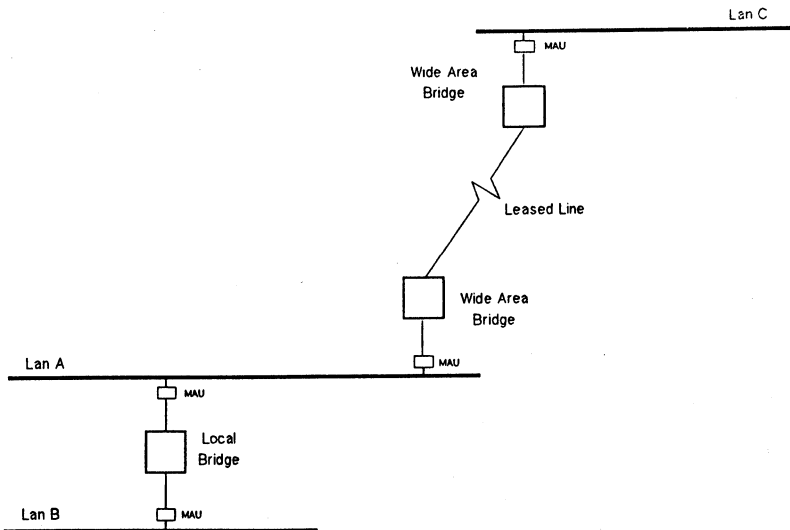 Lan C
MAU
Wide Area
Bridge
Leased Line
Wide Area
Bridge
MAU
Lan A
MAU
Local
Bridge
MAU
Lan B